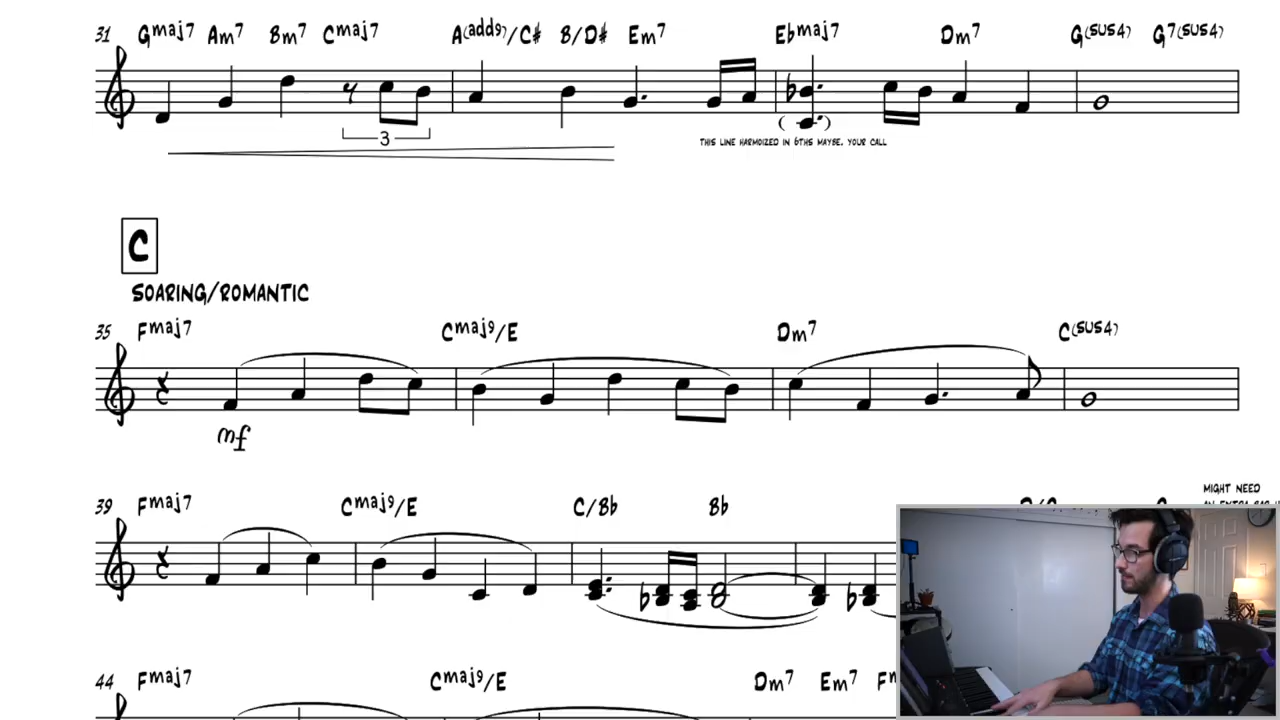 31 Gmaj7 Am7 Bm7 Cmaj7 A(add9)/C# B/D# Em7 Ebmaj7 Dm7 G(sus4) G7(sus4)
3
THIS LINE HARMOIZED IN 6THS MAYBE, YOUR CALL
C
SOARING/ROMANTIC
35 Fmaj7 Cmaj9/E Dm7 C(sus4)
mf
MIGHT NEED
39 Fmaj7 Cmaj9/E C/Bb Bb
44 Fmaj7 Cmaj9/E Dm7 Em7